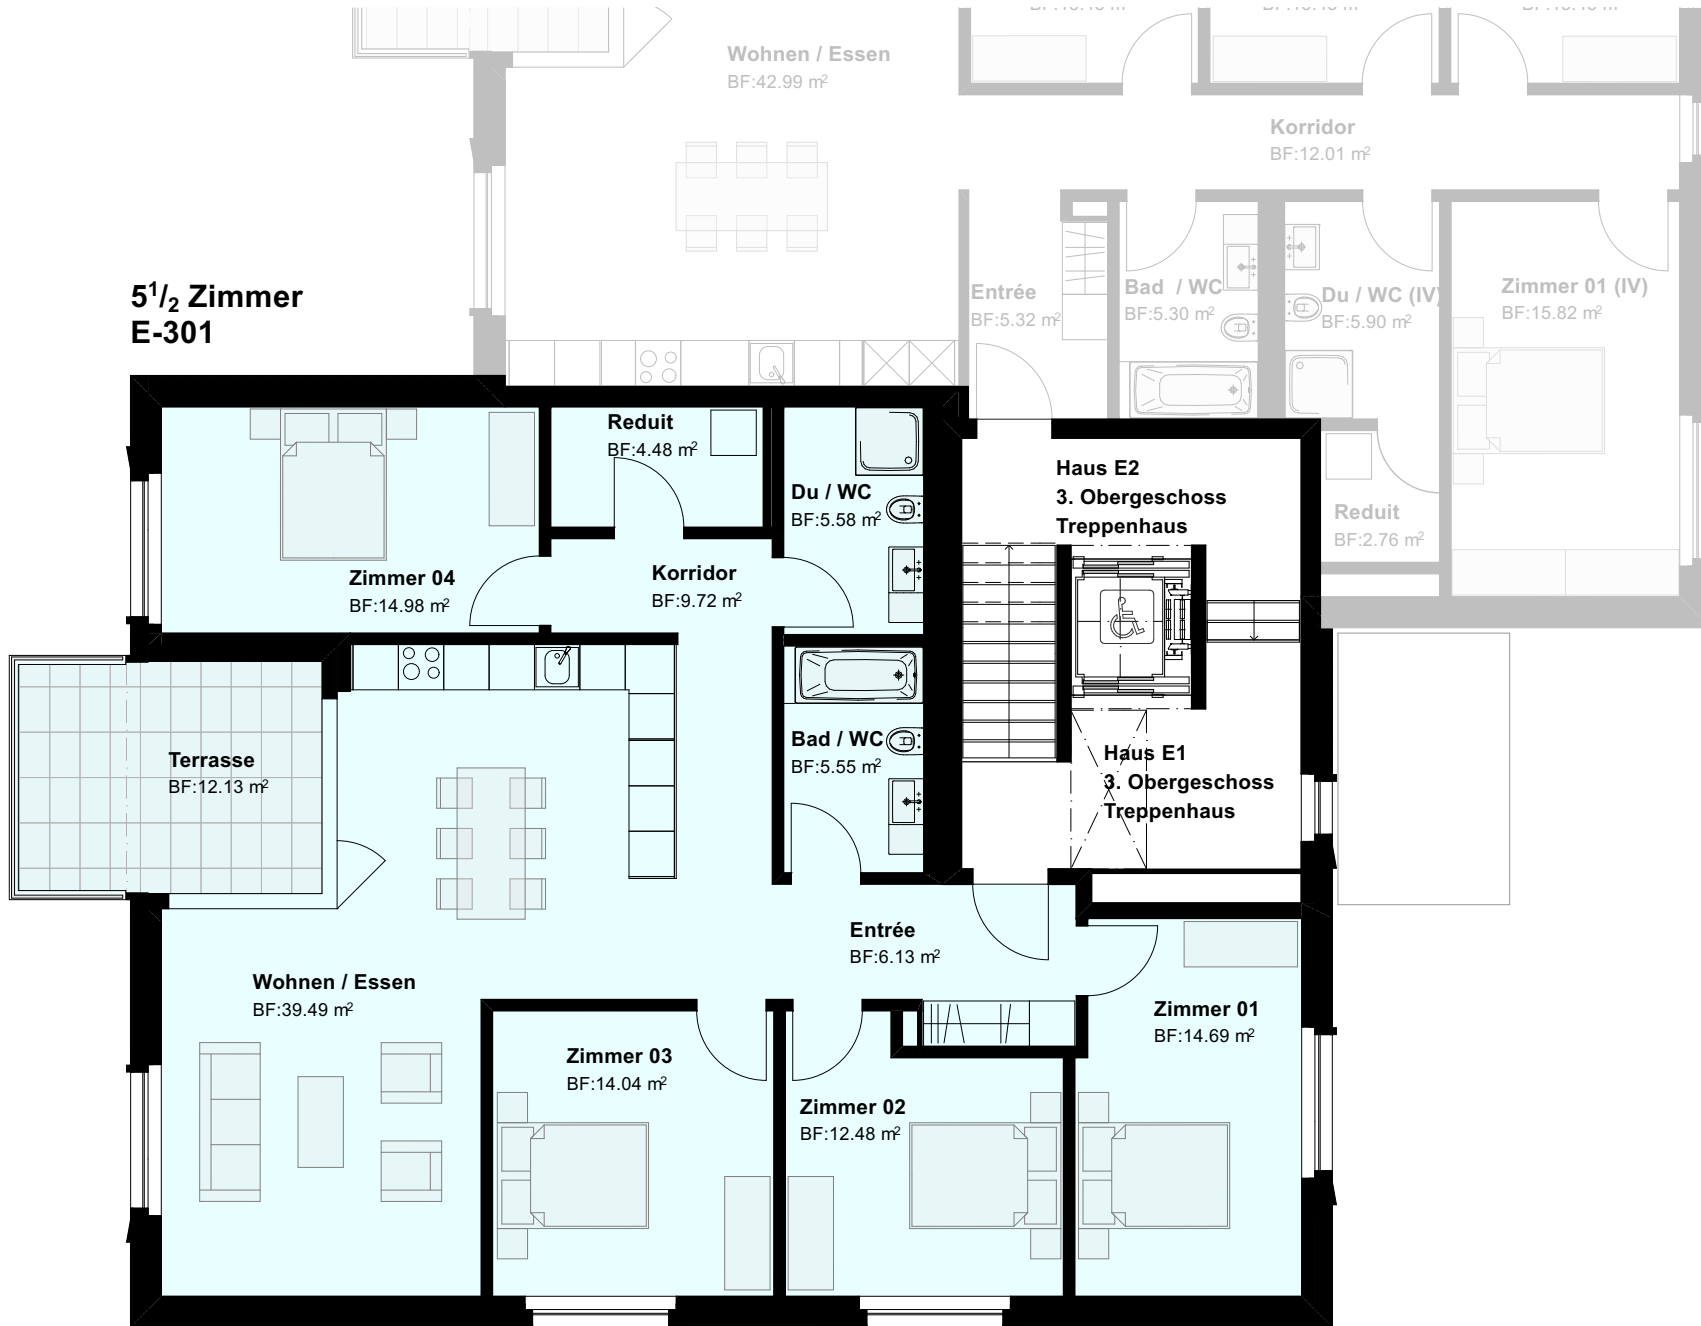 Wohnen / Essen
BF:42.99 m²
Korridor
BF:12.01 m²
Entrée
BF:5.32 m²
Bad / WC
BF:5.30 m²
Du / WC (IV)
BF:5.90 m²
Zimmer 01 (IV)
BF:15.82 m²
5¹/₂ Zimmer
E-301
Reduit
BF:4.48 m²
Du / WC
BF:5.58 m²
Haus E2
3. Obergeschoss
Treppenhaus
Reduit
BF:2.76 m²
Zimmer 04
BF:14.98 m²
Korridor
BF:9.72 m²
Terrasse
BF:12.13 m²
Bad / WC
BF:5.55 m²
Haus E1
3. Obergeschoss
Treppenhaus
Entrée
BF:6.13 m²
Wohnen / Essen
BF:39.49 m²
Zimmer 01
BF:14.69 m²
Zimmer 03
BF:14.04 m²
Zimmer 02
BF:12.48 m²